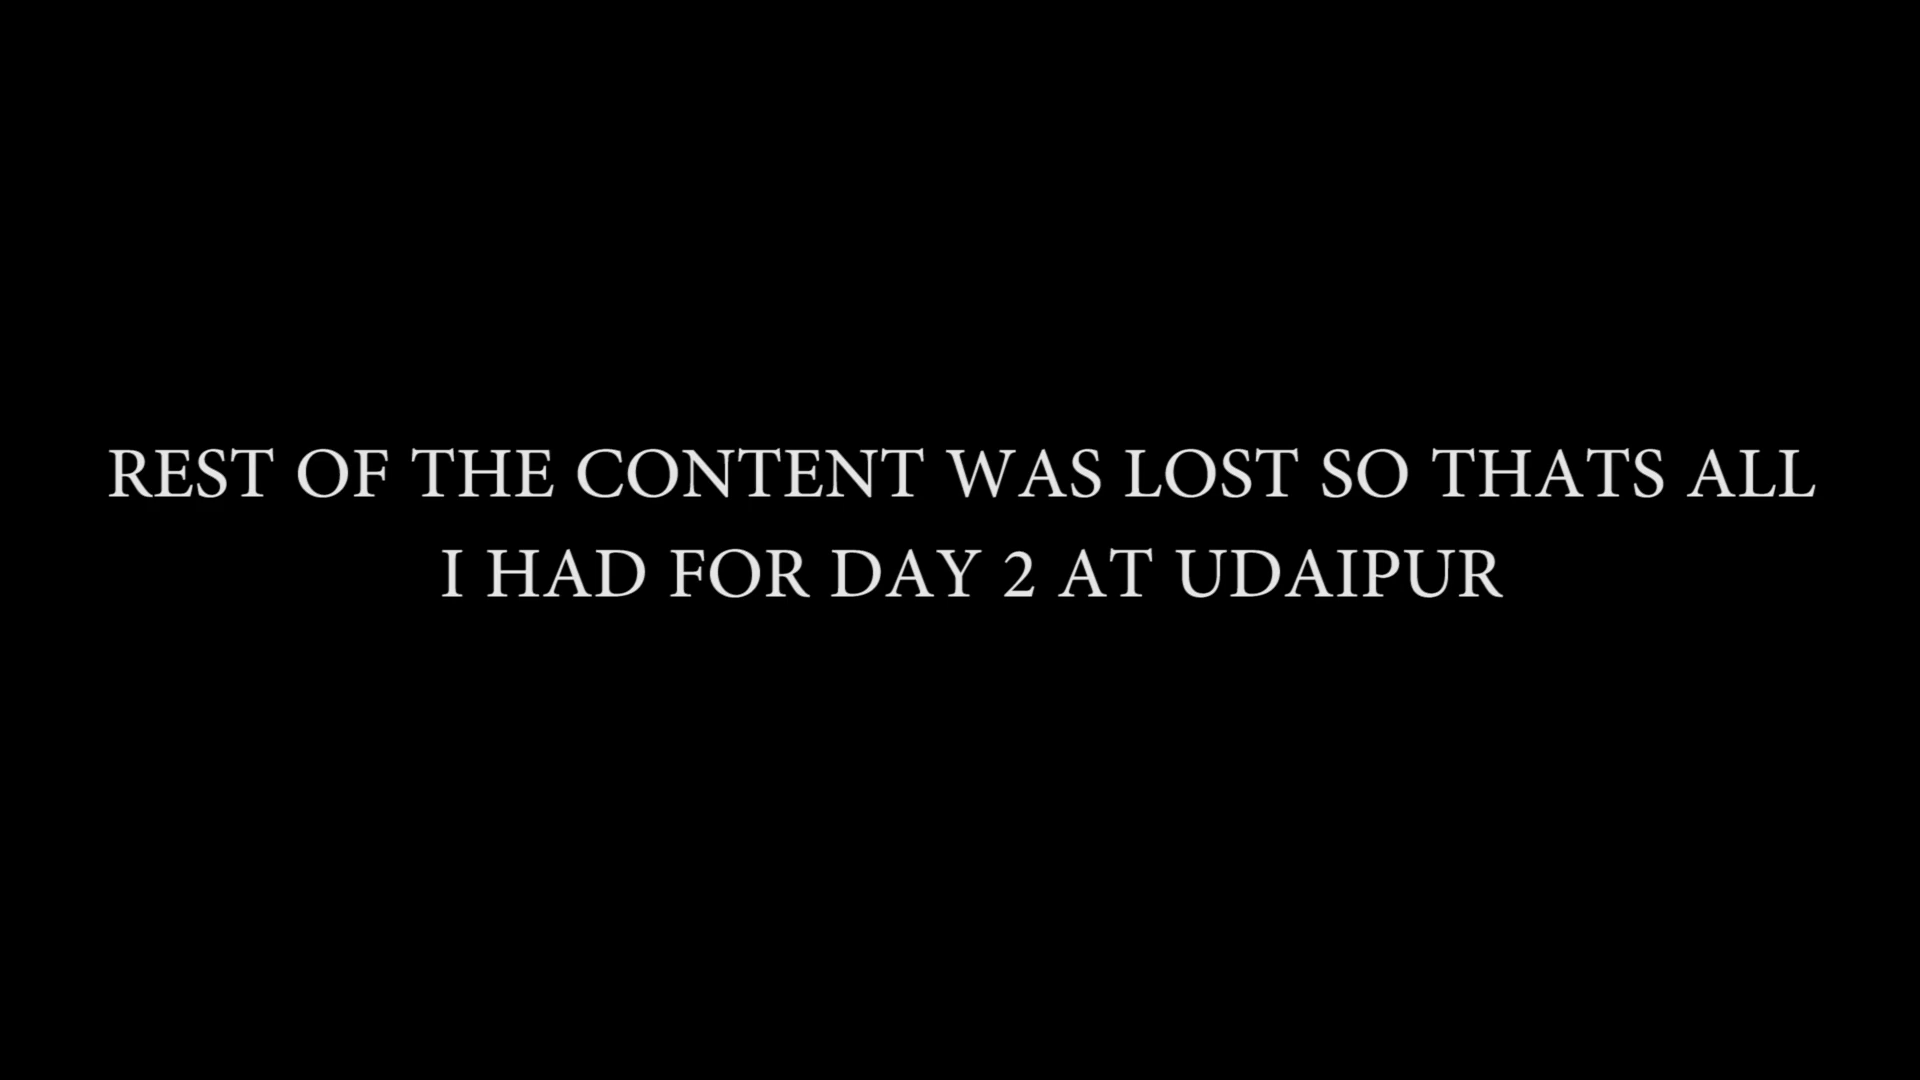 REST OF THE CONTENT WAS LOST SO THATS ALL
I HAD FOR DAY 2 AT UDAIPUR